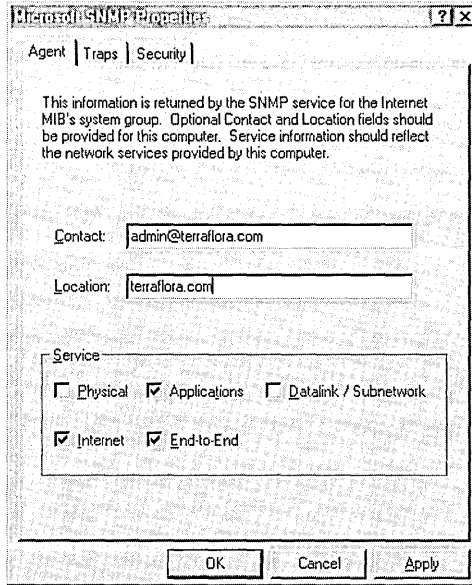 Microsoft SNMP Properties ? ×
Agent Traps Security
This information is returned by the SNMP service for the Internet
MIB's system group. Optional Contact and Location fields should
be provided for this computer. Service information should reflect
the network services provided by this computer.
Contact: admin@terraflora.com
Location: terraflora.com
Service
Physical Applications Datalink / Subnetwork
Internet End-to-End
OK Cancel Apply